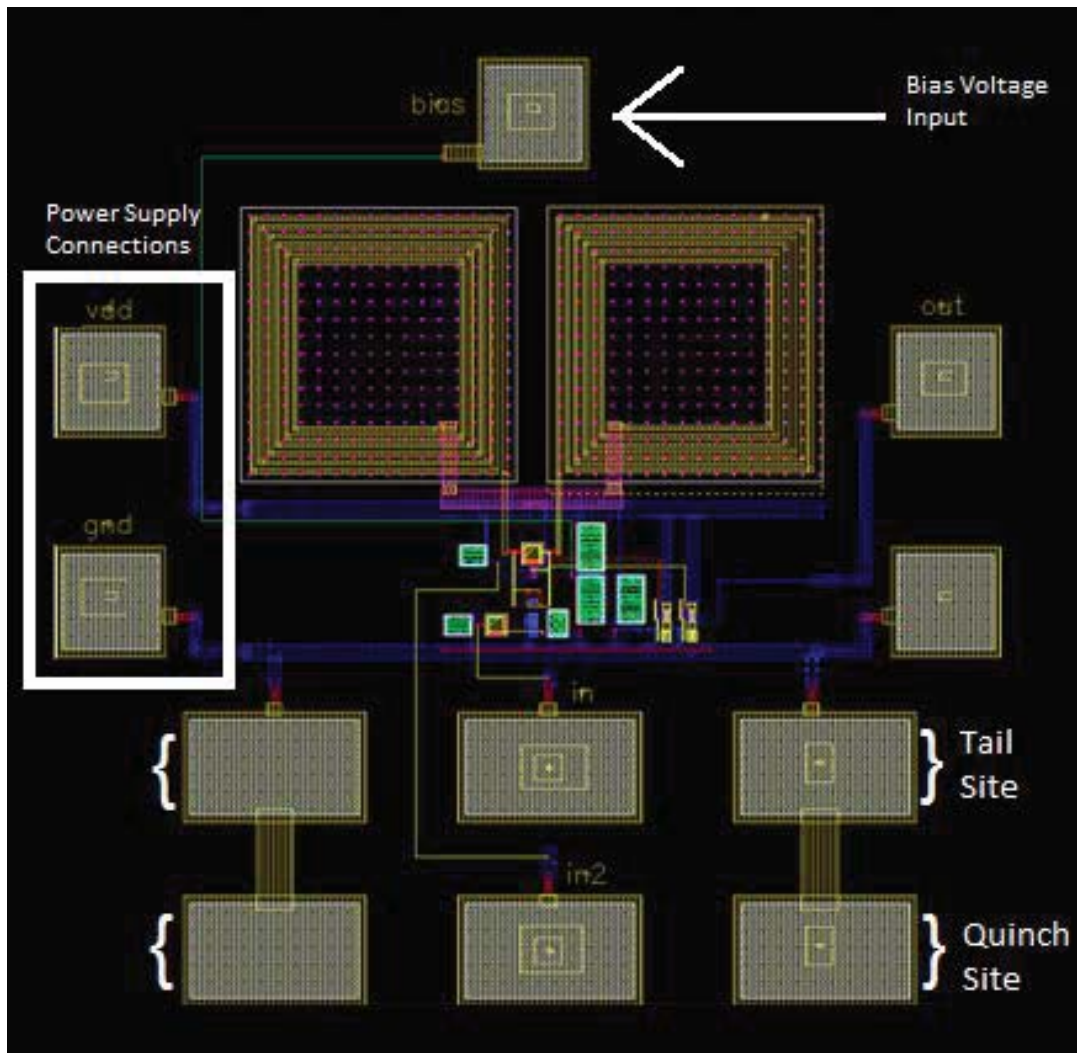 bias
Bias Voltage
Input
Power Supply
Connections
vdd
out
gnd
in
{
}
Tail
Site
in2
{
}
Quinch
Site